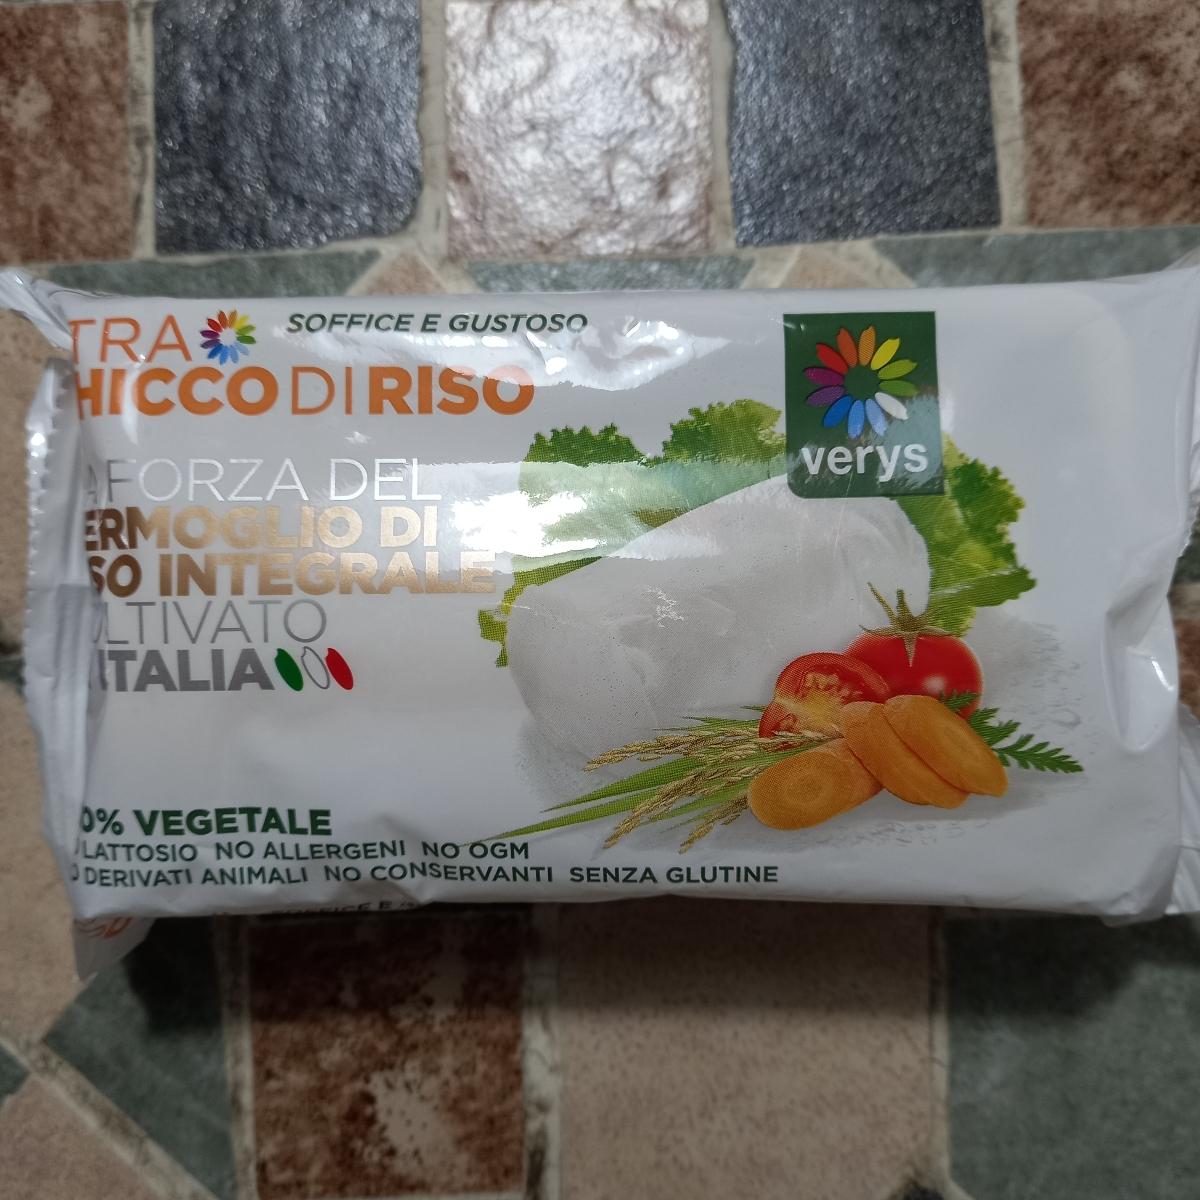 TRA
HICCO DI RISO
SOFFICE E GUSTOSO
verys
A FORZA DEL
ERMOGLIO DI
SO INTEGRALE
LTIVATO
ITALIA
0% VEGETALE
LATTOSIO NO ALLERGENI NO OGM
DERIVATI ANIMALI NO CONSERVANTI SENZA GLUTINE
SOFFICE E